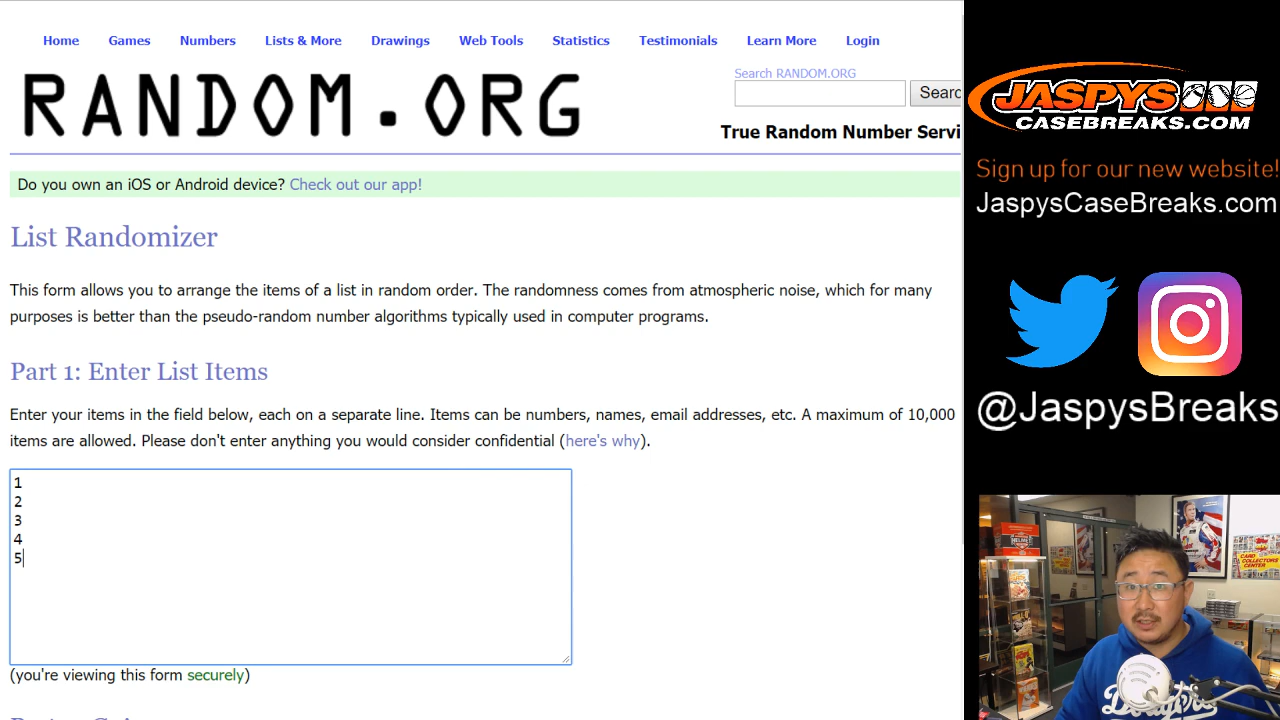 Home Games Numbers Lists & More Drawings Web Tools Statistics Testimonials Learn More Login
RANDOM.ORG
Search RANDOM.ORG
Searc
True Random Number Servi
Do you own an iOS or Android device? Check out our app!
List Randomizer
This form allows you to arrange the items of a list in random order. The randomness comes from atmospheric noise, which for many
purposes is better than the pseudo-random number algorithms typically used in computer programs.
Part 1: Enter List Items
Enter your items in the field below, each on a separate line. Items can be numbers, names, email addresses, etc. A maximum of 10,000
items are allowed. Please don't enter anything you would consider confidential (here's why).
1
2
3
4
5
(you're viewing this form securely)
JASPYS
CASEBREAKS.COM
Sign up for our new website!
JaspysCaseBreaks.com
@JaspysBreaks
CARD
COLLECTORS
CENTER
Dodgers